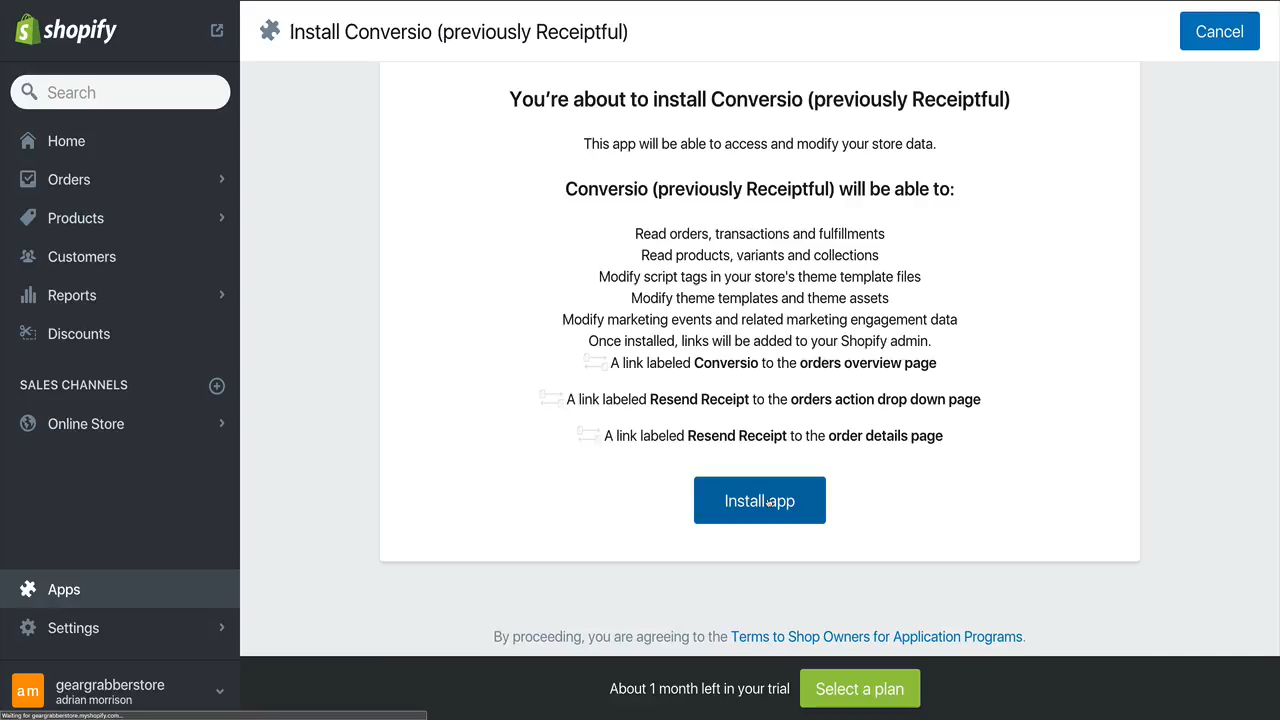 shopify
Install Conversio (previously Receiptful)
Cancel
Search
Home
Orders
Products
Customers
Reports
Discounts
SALES CHANNELS
Online Store
Apps
Settings
geargrabberstore
adrian morrison
am
Waiting for geargrabberstore.myshopify.com...
You’re about to install Conversio (previously Receiptful)
This app will be able to access and modify your store data.
Conversio (previously Receiptful) will be able to:
Read orders, transactions and fulfillments
Read products, variants and collections
Modify script tags in your store's theme template files
Modify theme templates and theme assets
Modify marketing events and related marketing engagement data
Once installed, links will be added to your Shopify admin.
A link labeled Conversio to the orders overview page
A link labeled Resend Receipt to the orders action drop down page
A link labeled Resend Receipt to the order details page
Install app
By proceeding, you are agreeing to the Terms to Shop Owners for Application Programs.
About 1 month left in your trial
Select a plan